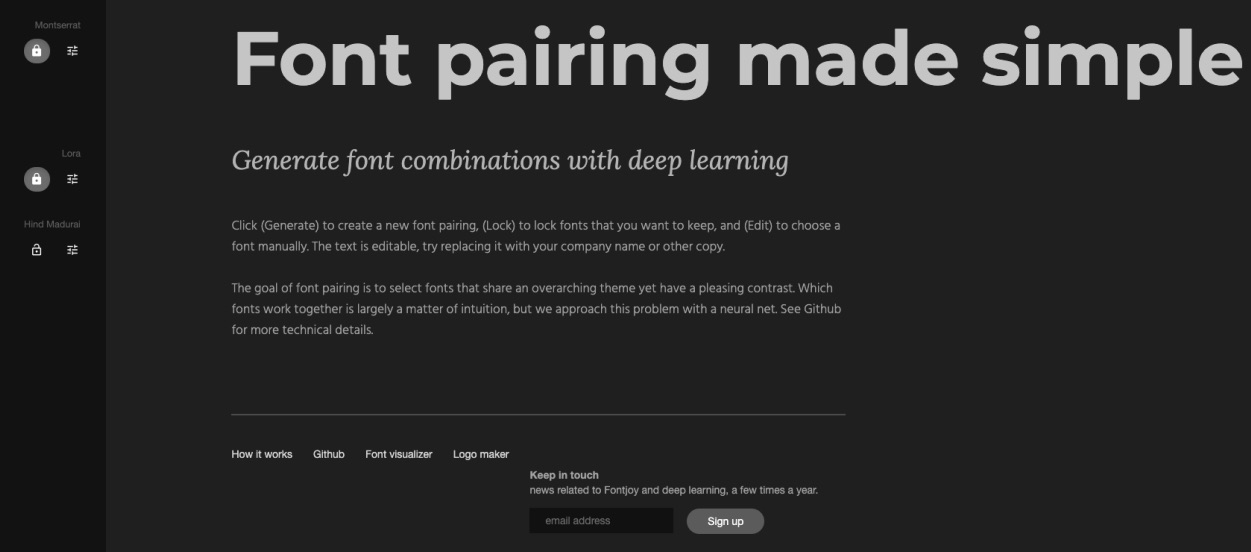 Montserrat
Font pairing made simple
Lora
Generate font combinations with deep learning
Hind Madurai
Click (Generate) to create a new font pairing, (Lock) to lock fonts that you want to keep, and (Edit) to choose a
font manually. The text is editable, try replacing it with your company name or other copy.
The goal of font pairing is to select fonts that share an overarching theme yet have a pleasing contrast. Which
fonts work together is largely a matter of intuition, but we approach this problem with a neural net. See Github
for more technical details.
How it works Github Font visualizer Logo maker
Keep in touch
news related to Fontjoy and deep learning, a few times a year.
email address Sign up